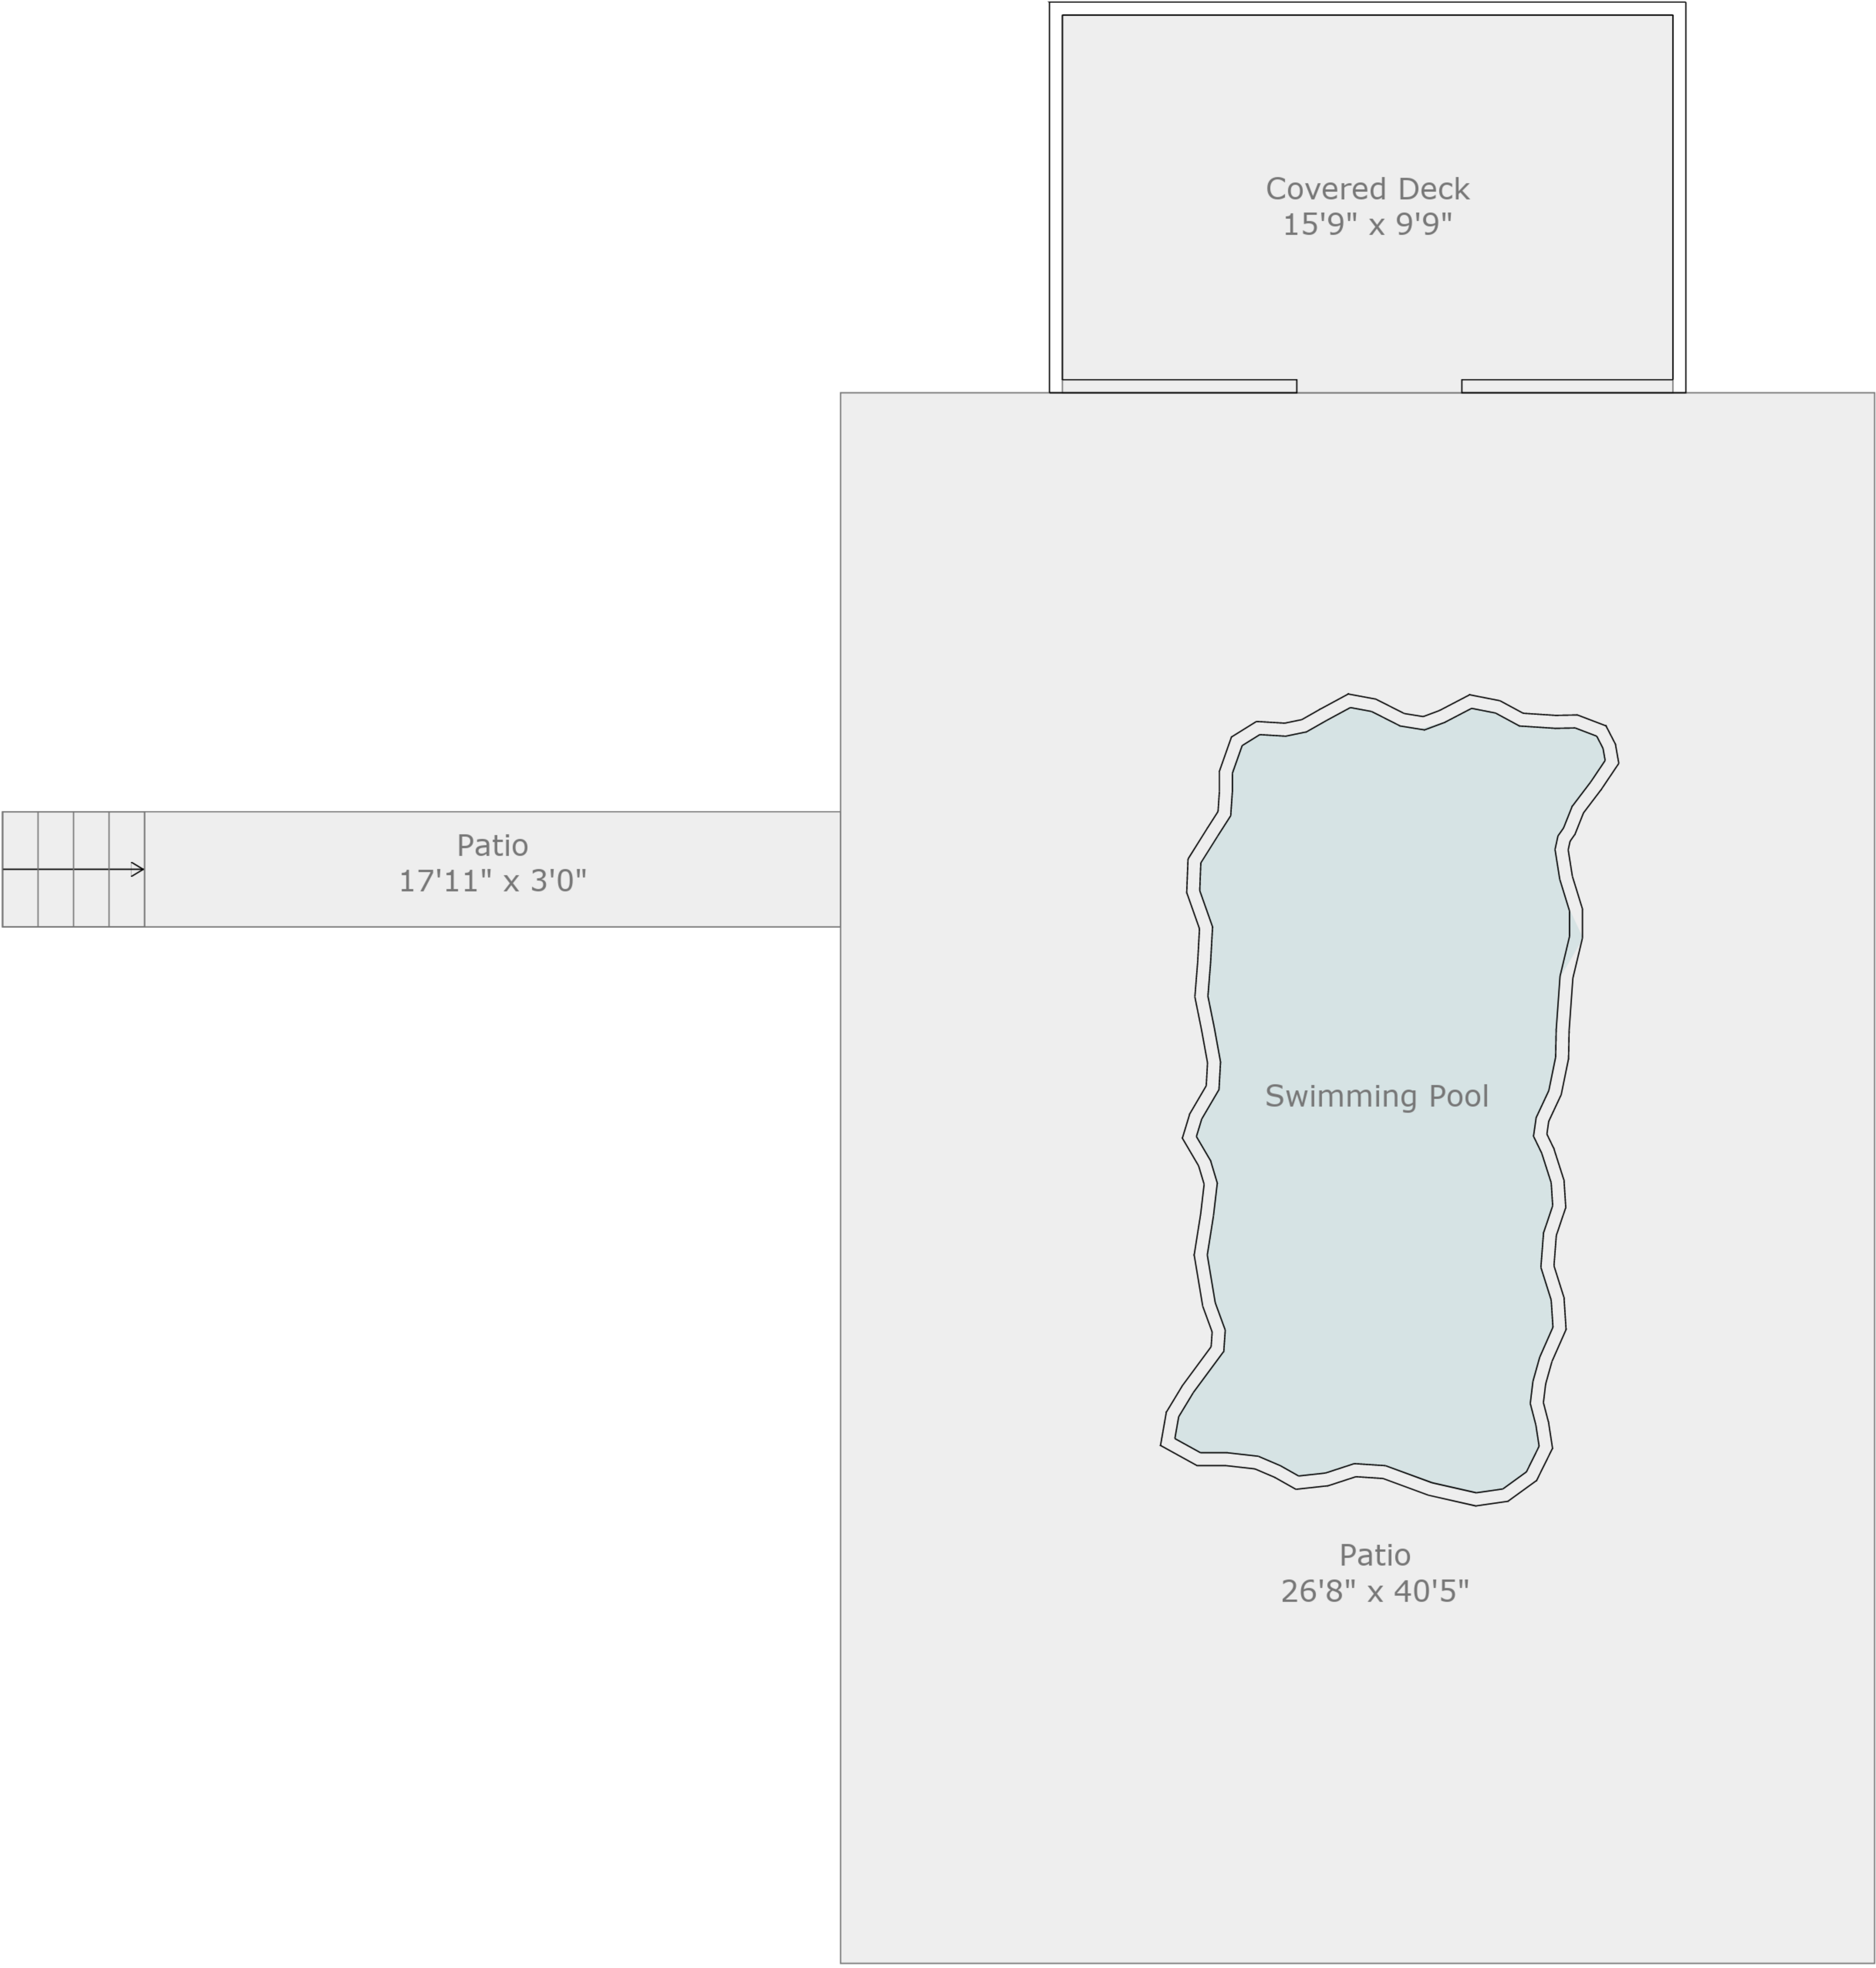 Covered Deck
15'9" x 9'9"
Patio
17'11" x 3'0"
Swimming Pool
Patio
26'8" x 40'5"